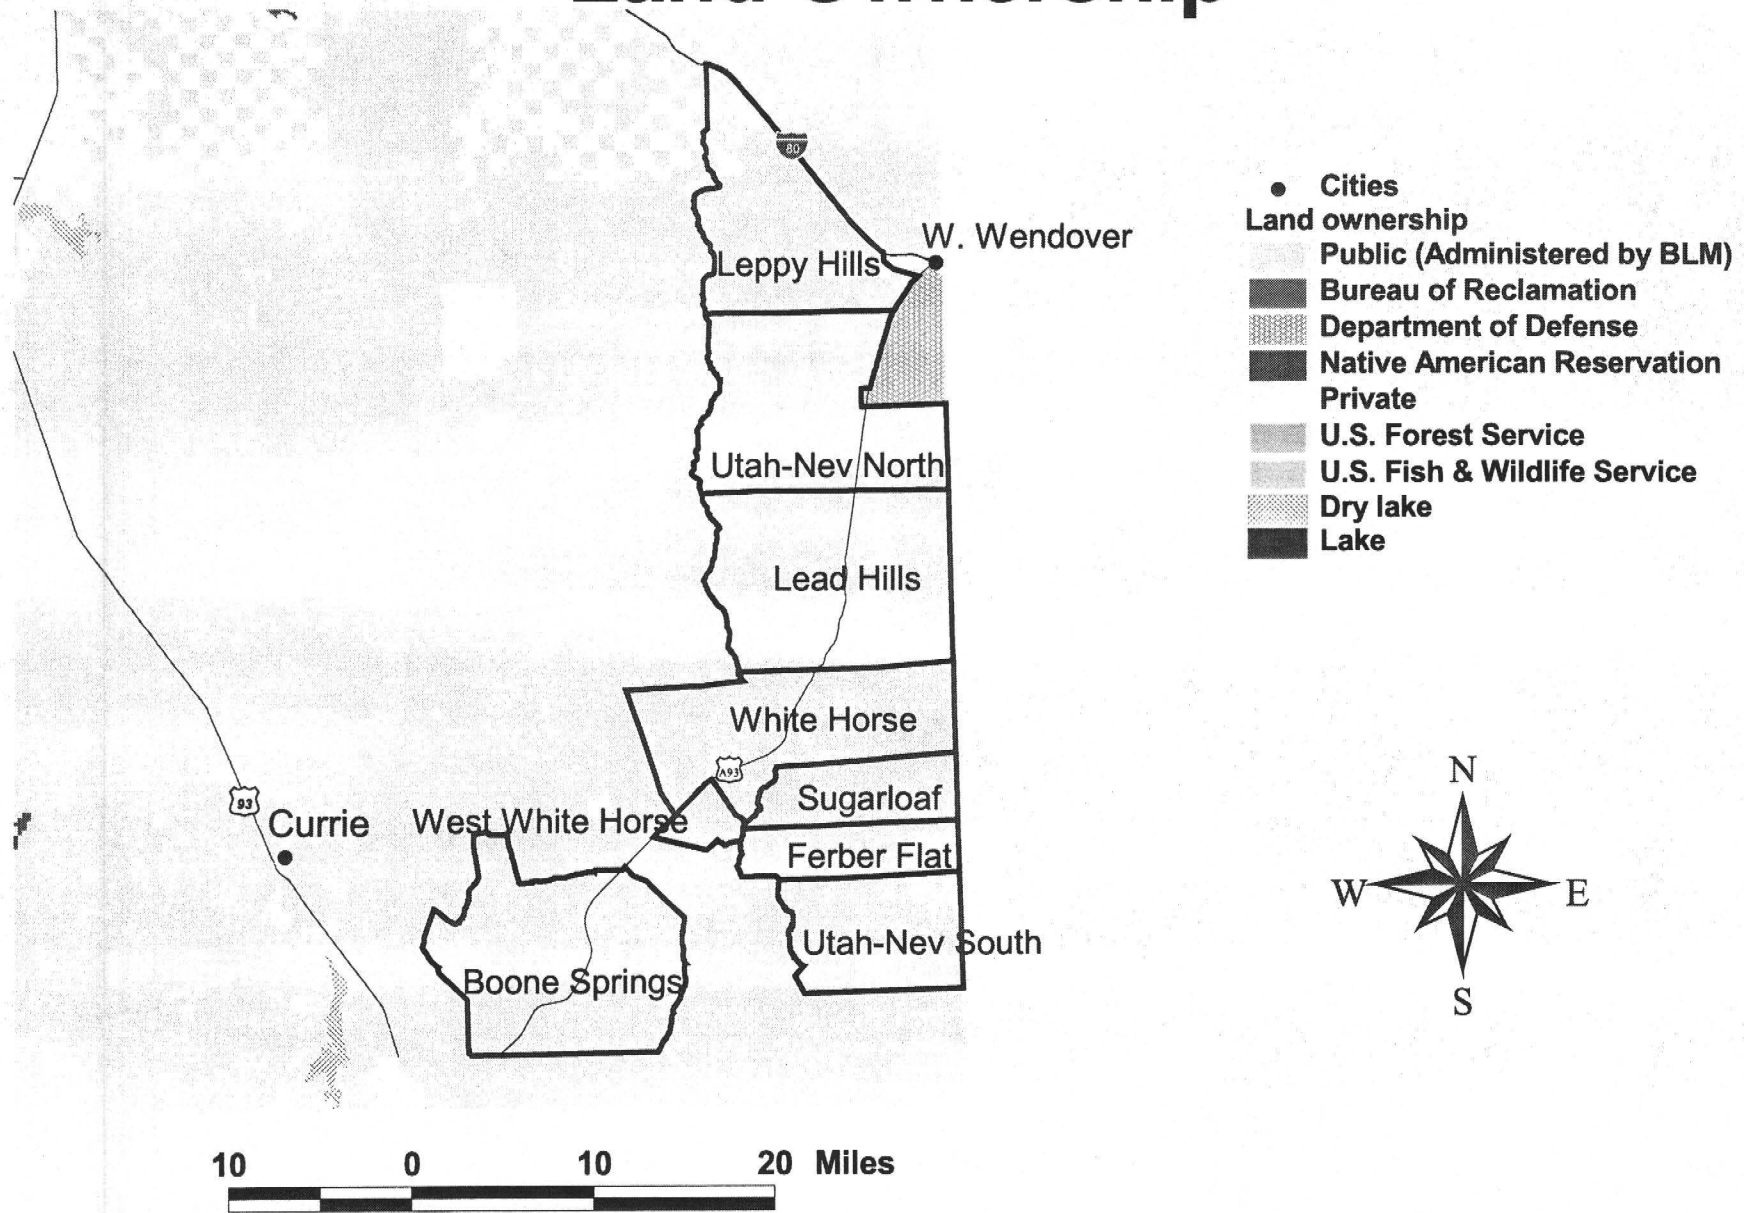 Land Ownership
80
W. Wendover
Leppy Hills
Utah-Nev North
Lead Hills
White Horse
A93
Sugarloaf
West White Horse
Ferber Flat
93
Currie
Utah-Nev South
Boone Springs
Cities
Land ownership
Public (Administered by BLM)
Bureau of Reclamation
Department of Defense
Native American Reservation
Private
U.S. Forest Service
U.S. Fish & Wildlife Service
Dry lake
Lake
N
W E
S
10 0 10 20 Miles